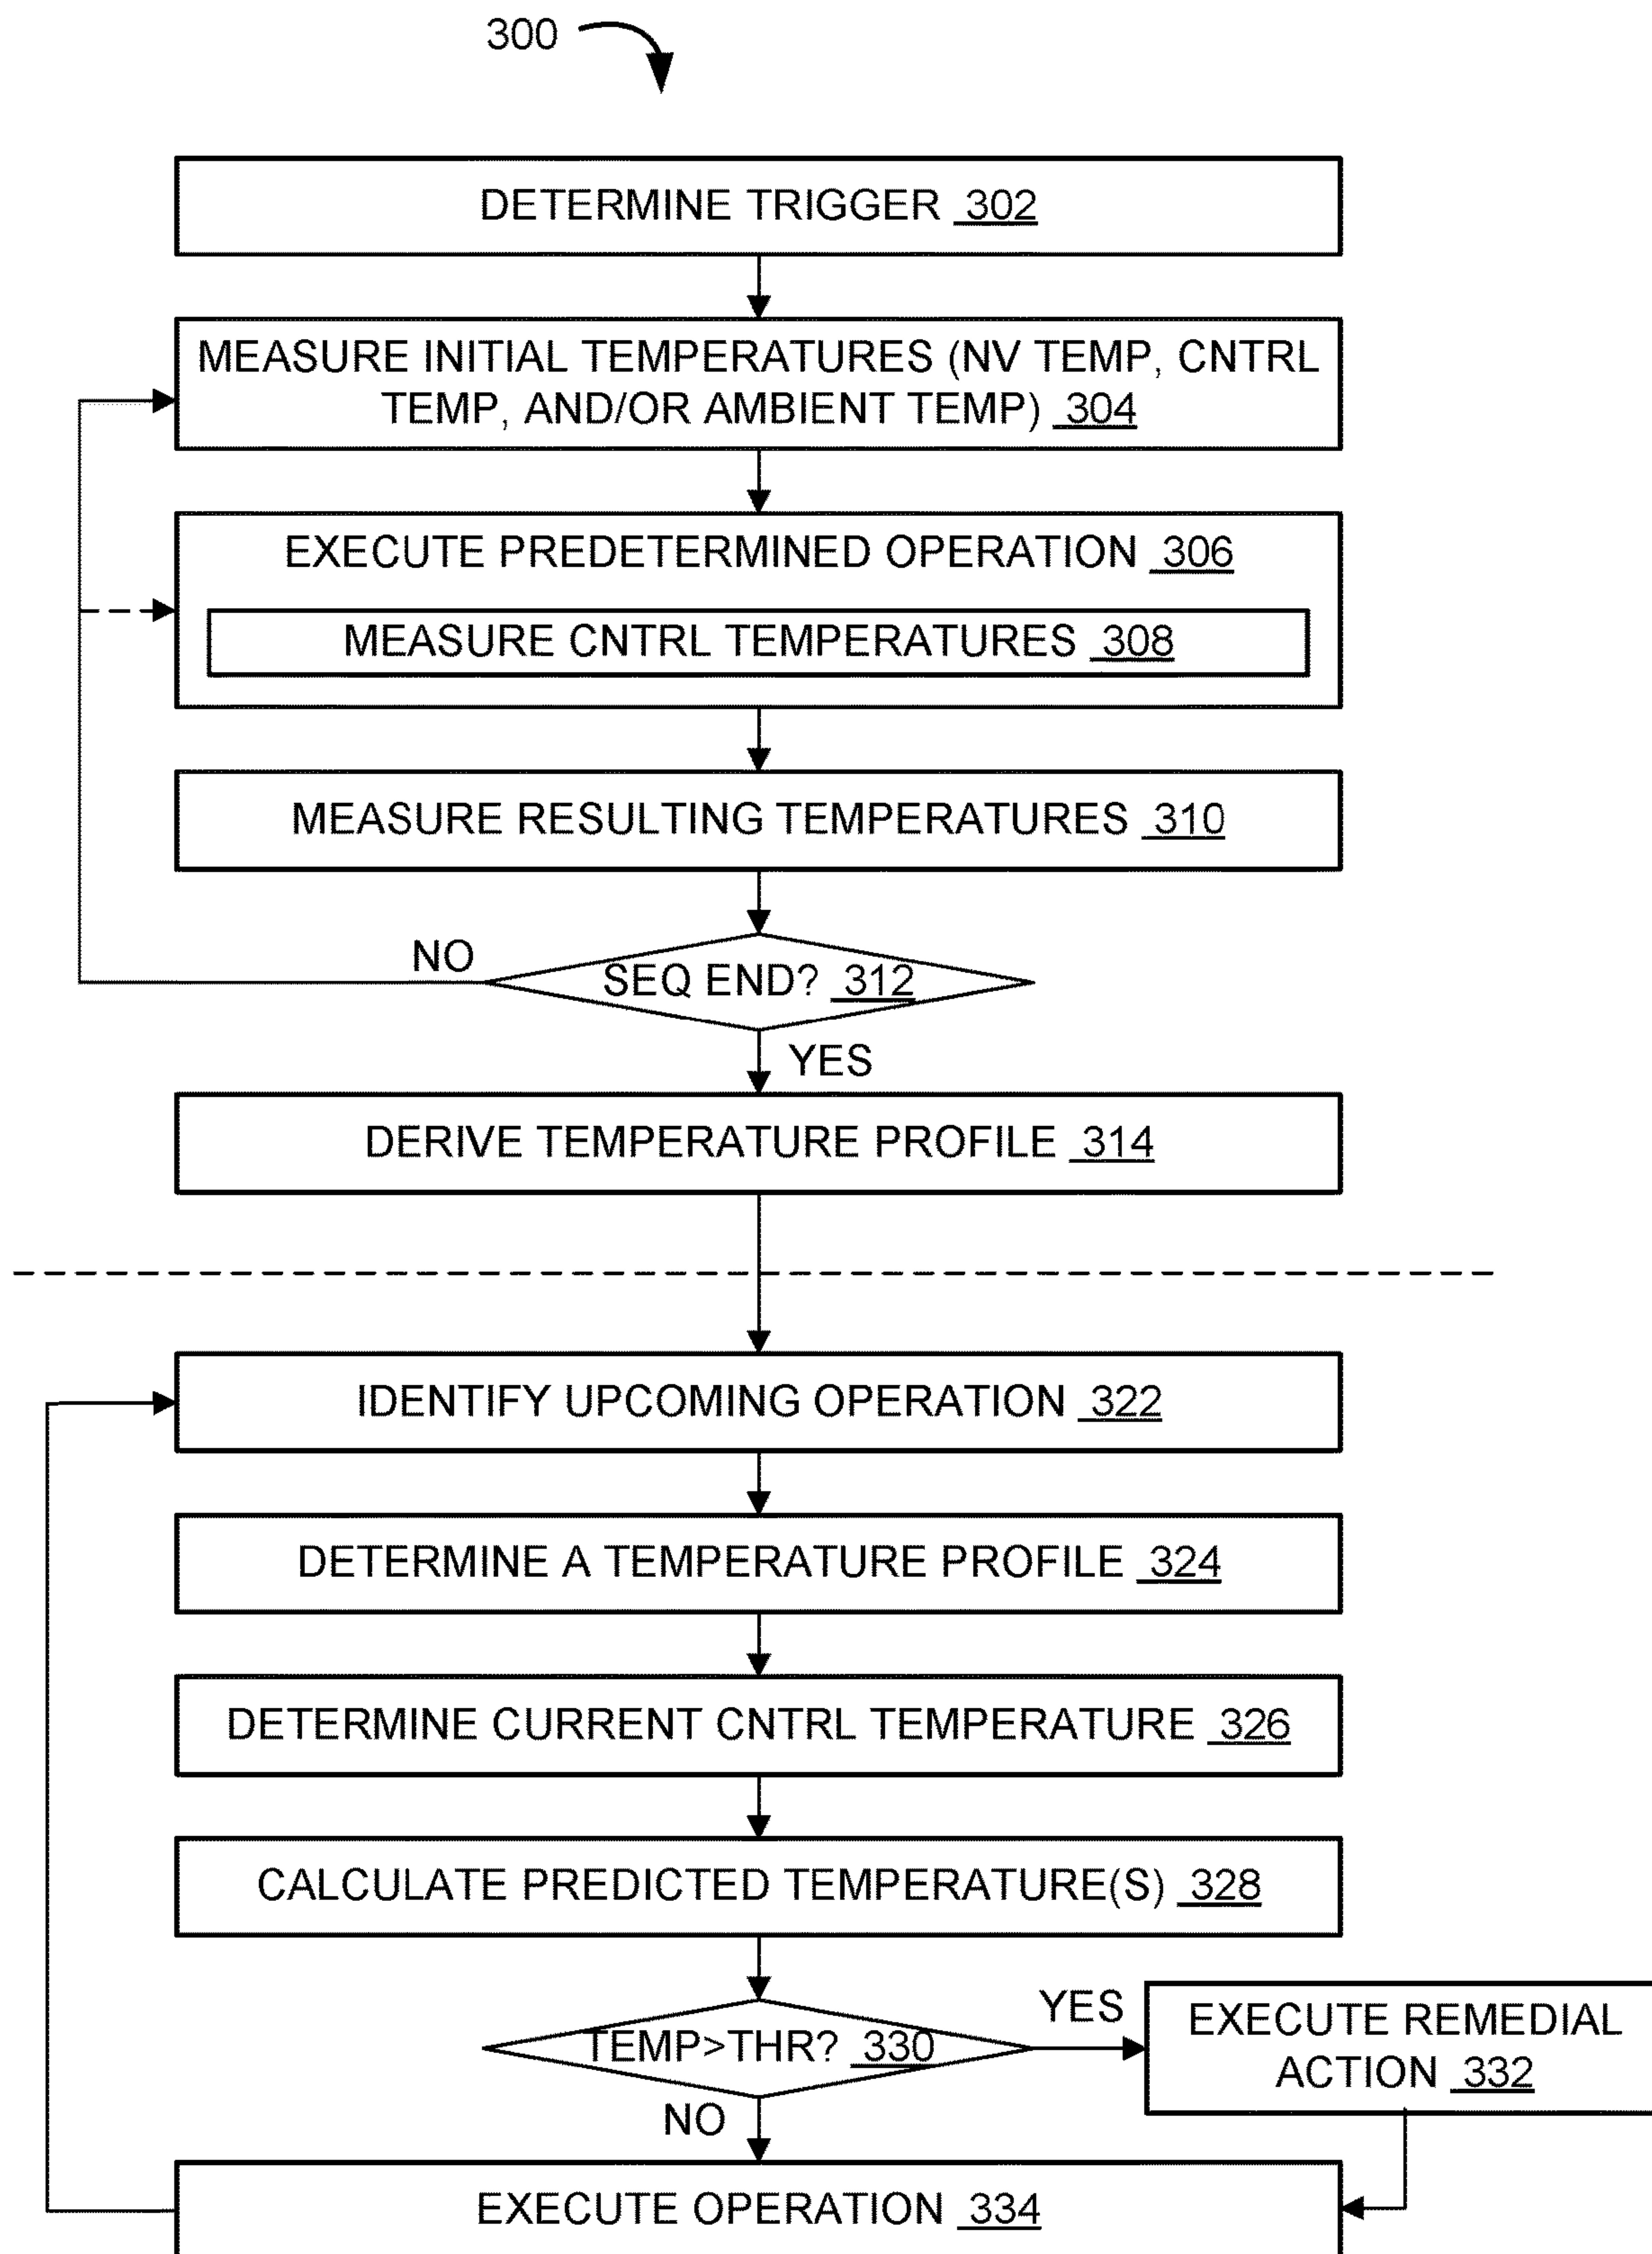 300
DETERMINE TRIGGER 302
MEASURE INITIAL TEMPERATURES (NV TEMP, CNTRL
TEMP, AND/OR AMBIENT TEMP) 304
EXECUTE PREDETERMINED OPERATION 306
MEASURE CNTRL TEMPERATURES 308
MEASURE RESULTING TEMPERATURES 310
NO
SEQ END? 312
YES
DERIVE TEMPERATURE PROFILE 314
IDENTIFY UPCOMING OPERATION 322
DETERMINE A TEMPERATURE PROFILE 324
DETERMINE CURRENT CNTRL TEMPERATURE 326
CALCULATE PREDICTED TEMPERATURE(S) 328
TEMP>THR? 330
YES
EXECUTE REMEDIAL
ACTION 332
NO
EXECUTE OPERATION 334